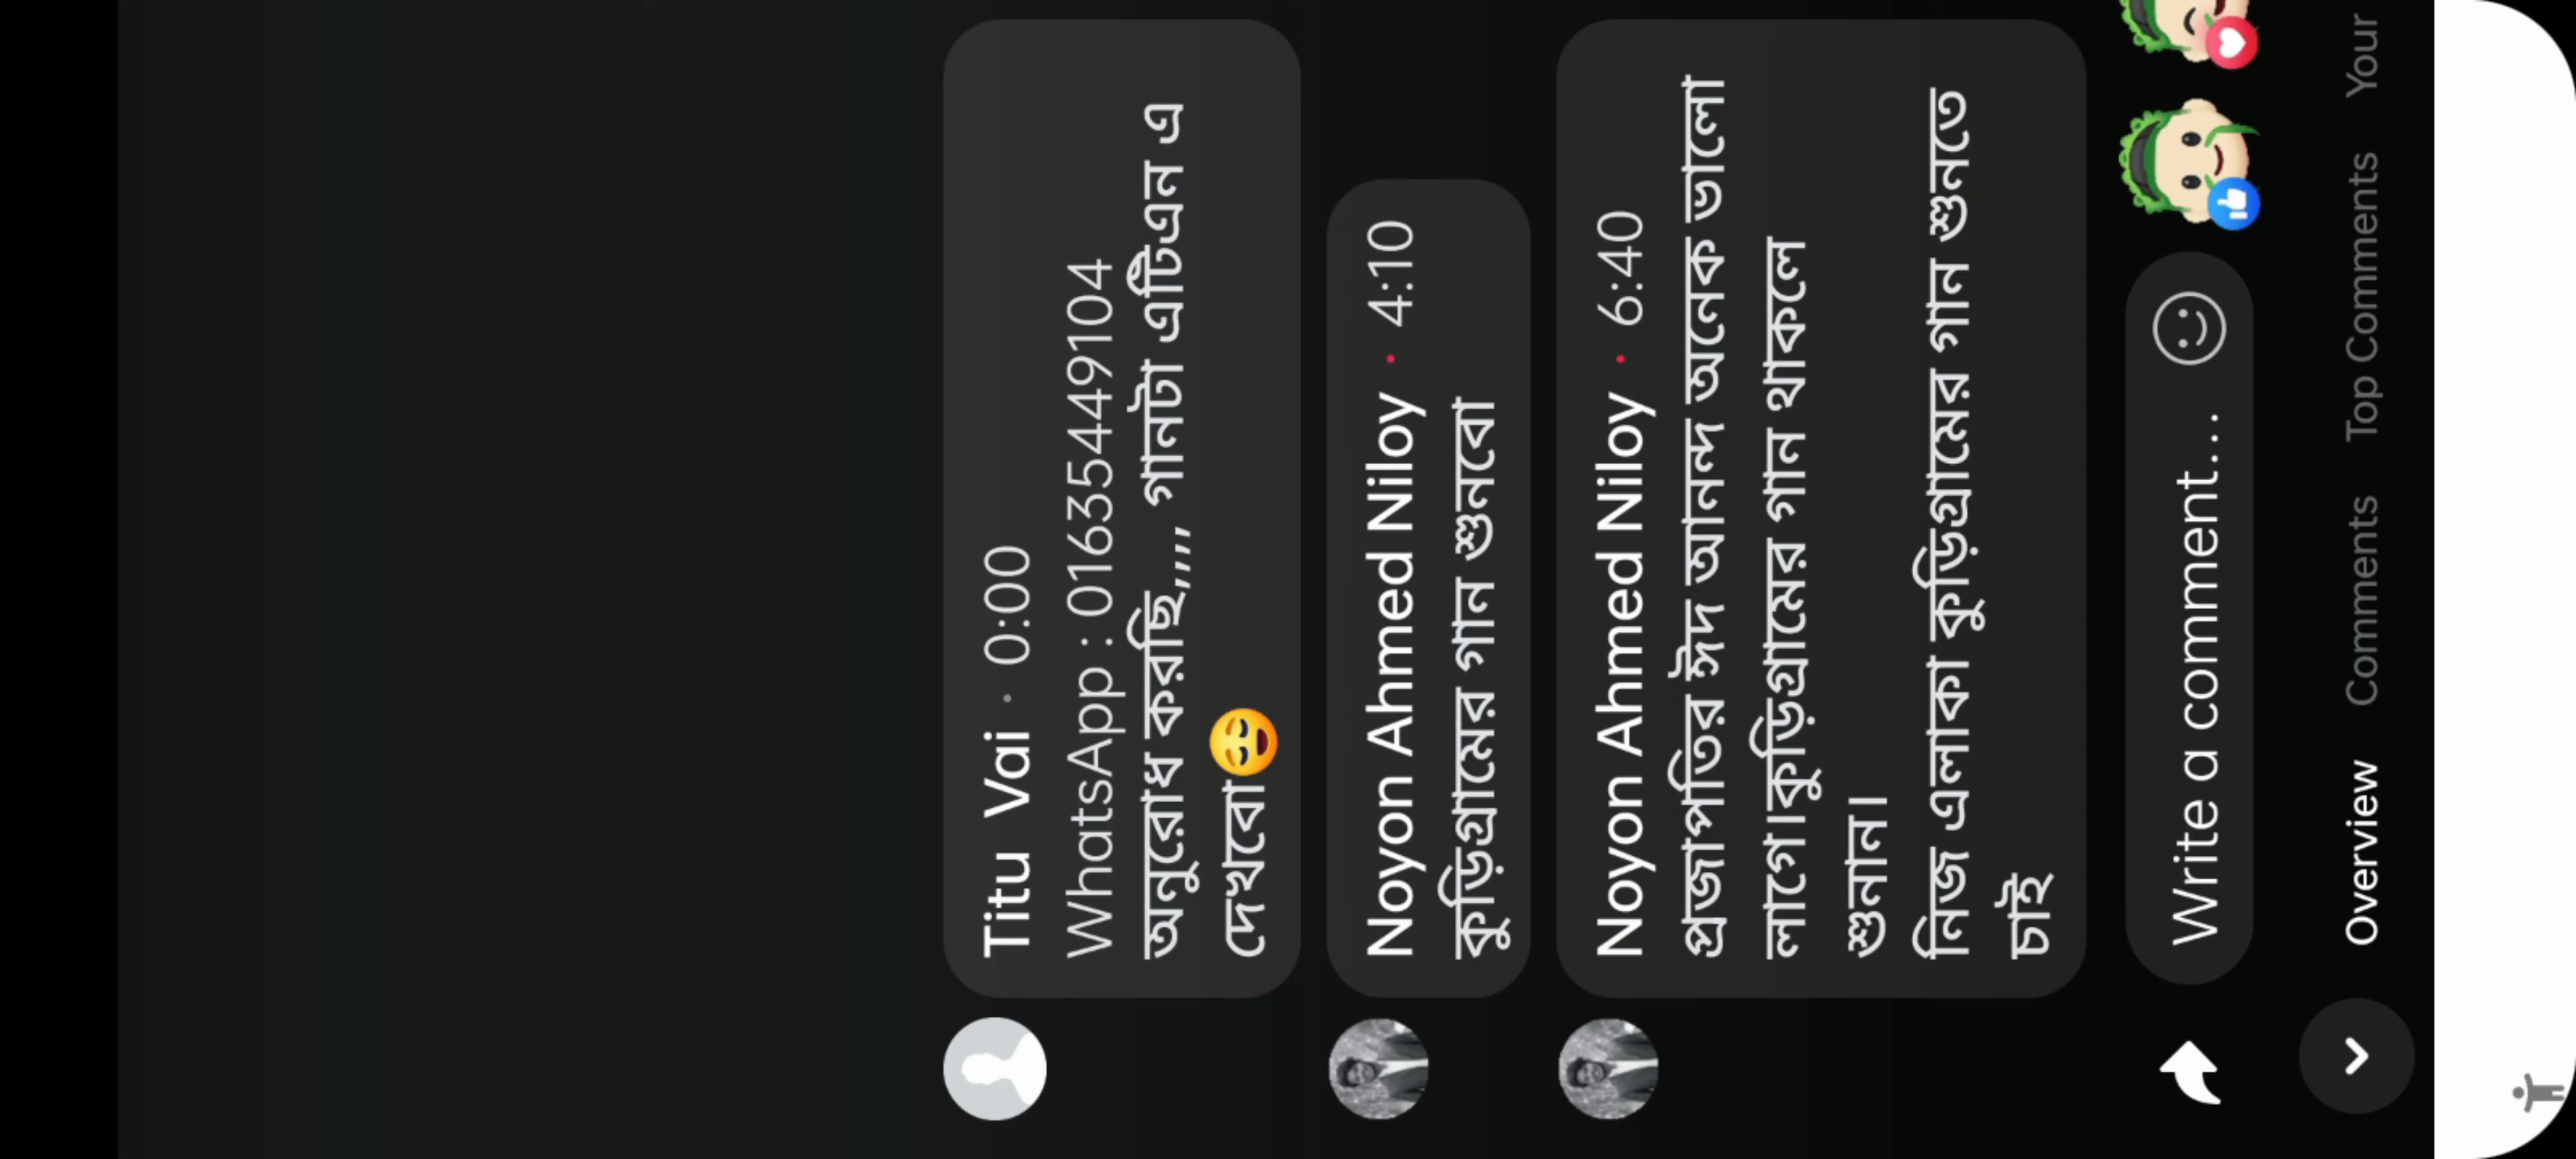 Titu Vai · 0:00
WhatsApp : 01635449104
অনুরোধ করছি,,,,, গানটা এটিএন এ
দেখবো😄
Noyon Ahmed Niloy · 4:10
কুড়িগ্রামের গান শুনবো
Noyon Ahmed Niloy · 6:40
প্রজাপতির ঈদ আনন্দ অনেক ভালো
লাগে।কুড়িগ্রামের গান থাকলে
শুনান।
নিজ এলাকা কুড়িগ্রামের গান শুনতে
চাই
Write a comment...
Overview Comments Top Comments Your